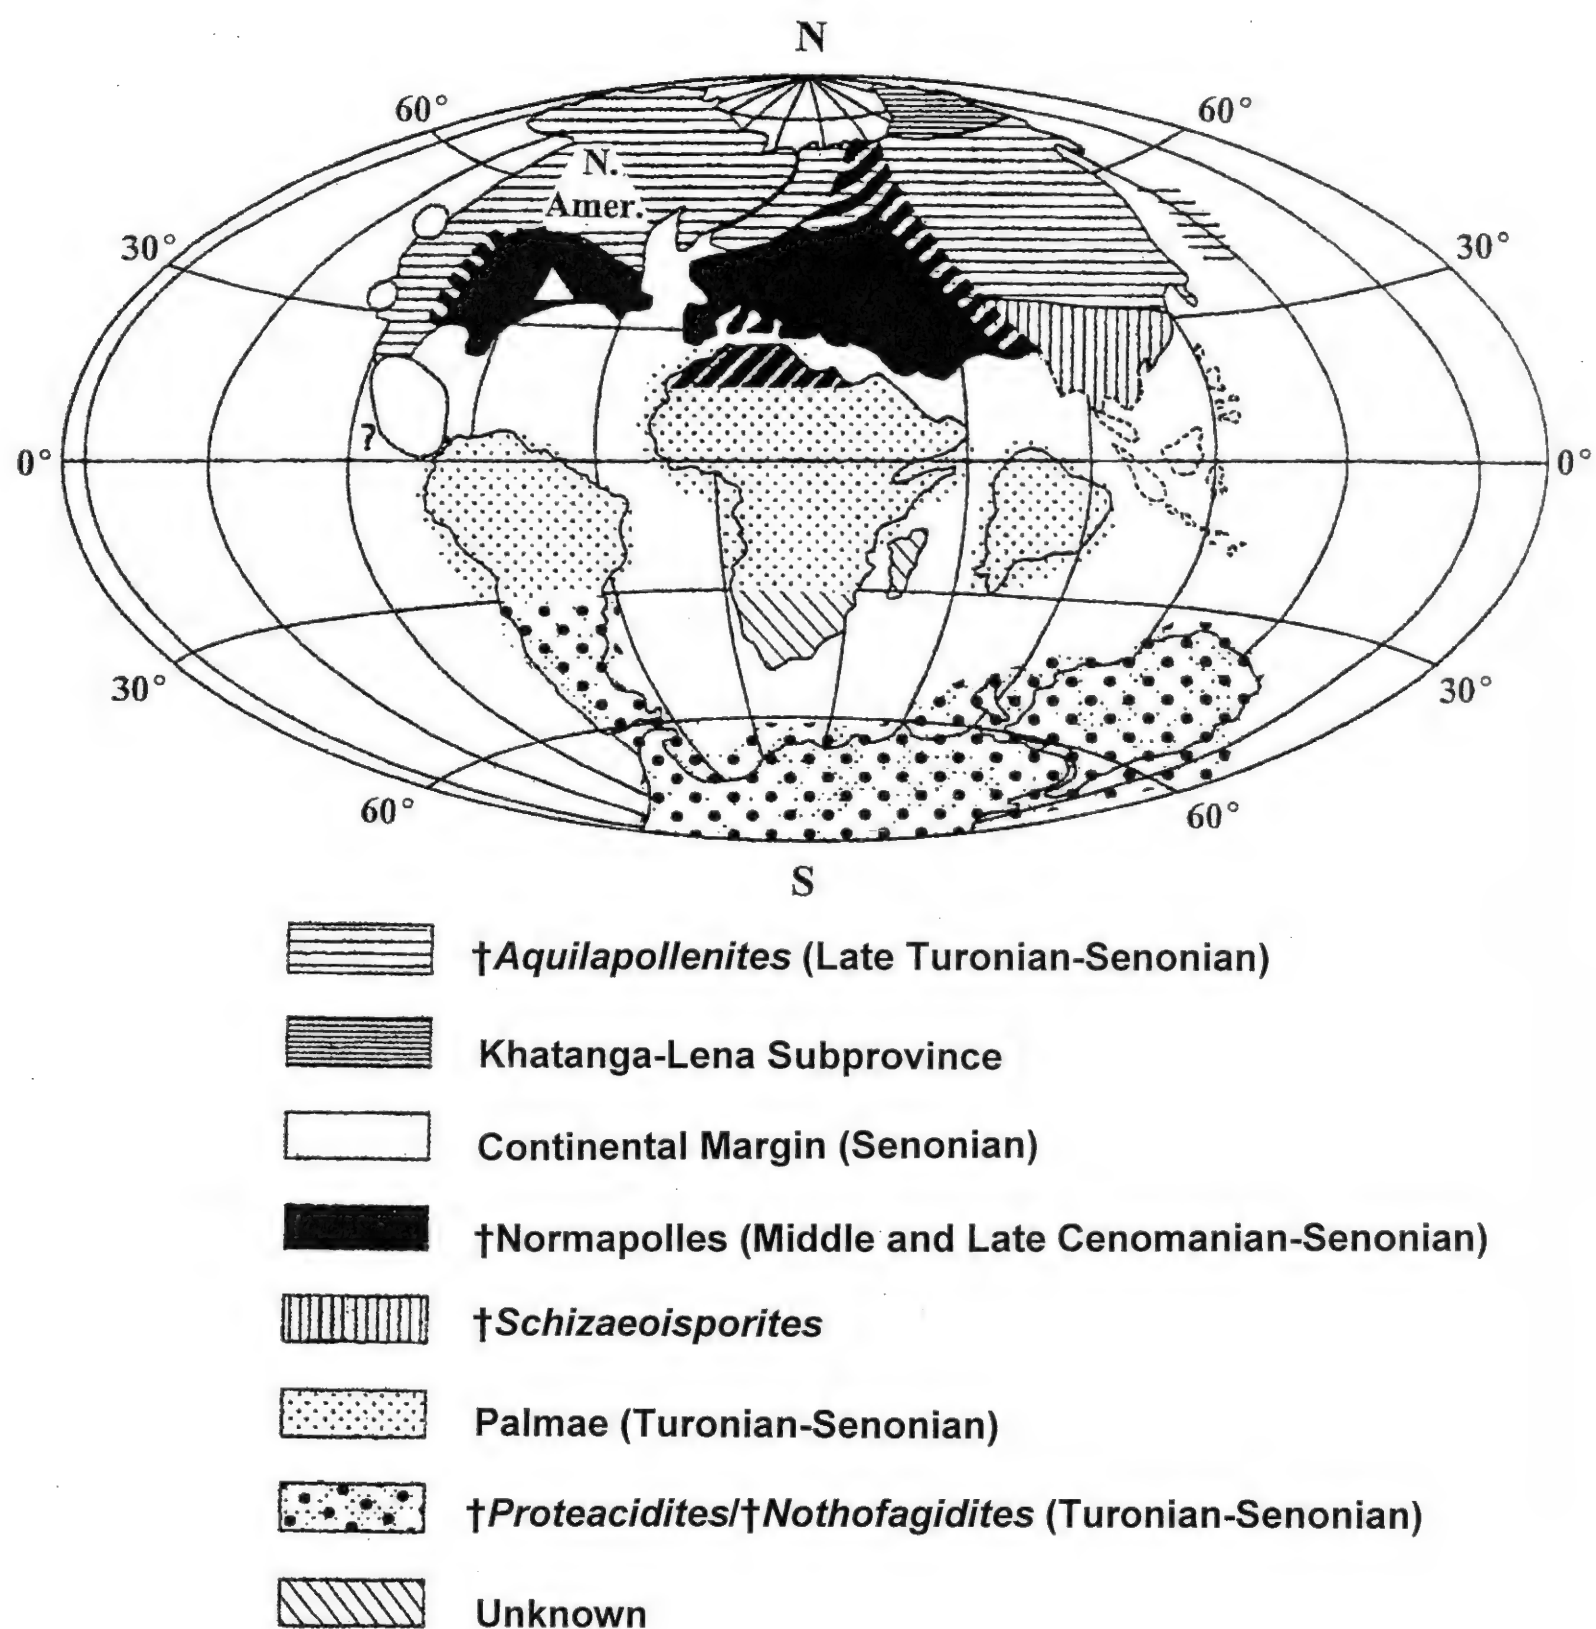 N
60°
60°
N.
Amer.
30°
30°
?
0°
0°
30°
30°
60°
60°
S
†Aquilapollenites (Late Turonian-Senonian)
Khatanga-Lena Subprovince
Continental Margin (Senonian)
†Normapolles (Middle and Late Cenomanian-Senonian)
†Schizaeoisporites
Palmae (Turonian-Senonian)
†Proteacidites/†Nothofagidites (Turonian-Senonian)
Unknown